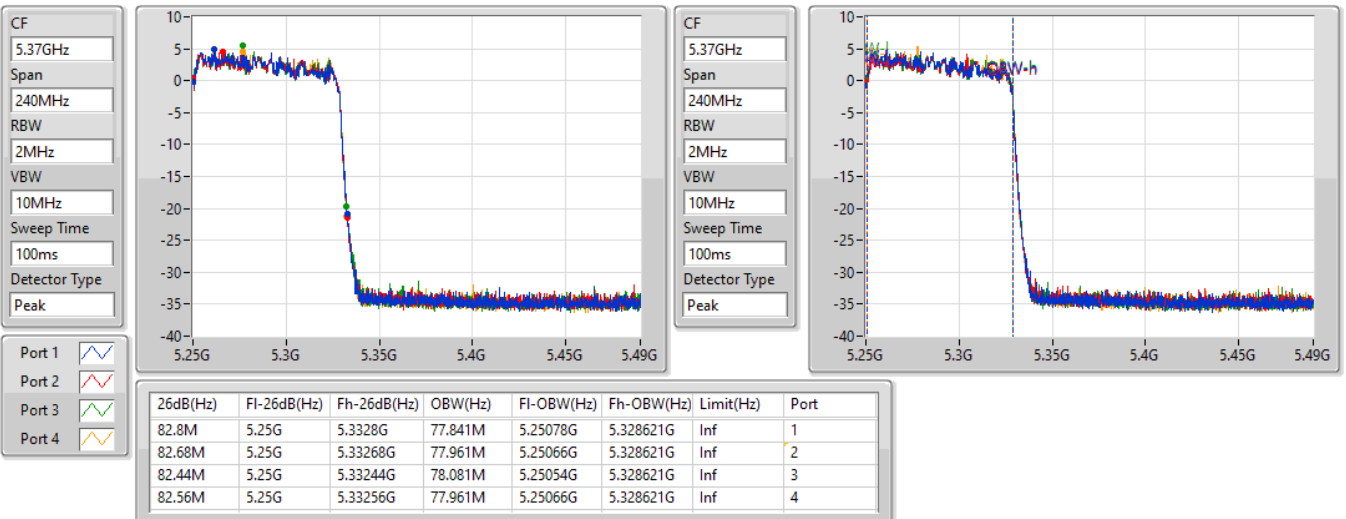 CF
5.37GHz
Span
240MHz
RBW
2MHz
VBW
10MHz
Sweep Time
100ms
Detector Type
Peak
10
5
0
-5
-10
-15
-20
-25
-30
-35
-40
5.25G 5.3G 5.35G 5.4G 5.45G 5.49G
CF
5.37GHz
Span
240MHz
RBW
2MHz
VBW
10MHz
Sweep Time
100ms
Detector Type
Peak
10
5
0
-5
-10
-15
-20
-25
-30
-35
-40
5.25G 5.3G 5.35G 5.4G 5.45G 5.49G
Port 1
Port 2
Port 3
Port 4
26dB(Hz) Fl-26dB(Hz) Fh-26dB(Hz) OBW(Hz) Fl-OBW(Hz) Fh-OBW(Hz) Limit(Hz) Port
82.8M 5.25G 5.3328G 77.841M 5.25078G 5.328621G Inf 1
82.68M 5.25G 5.33268G 77.961M 5.25066G 5.328621G Inf 2
82.44M 5.25G 5.33244G 78.081M 5.25054G 5.328621G Inf 3
82.56M 5.25G 5.33256G 77.961M 5.25066G 5.328621G Inf 4